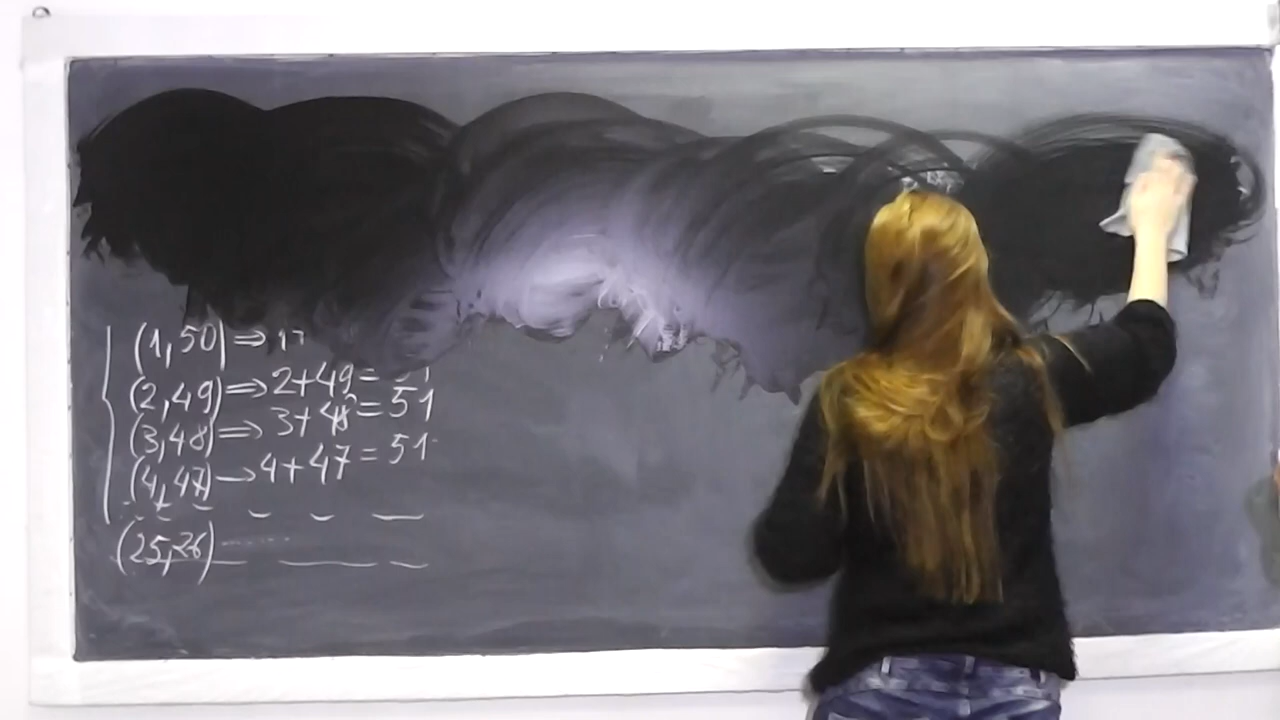 (1,50) ⇒
(2,49) ⇒ 2+49=
(3,48) ⇒ 3+48=51
(4,47) → 4+47=51
(25,26)